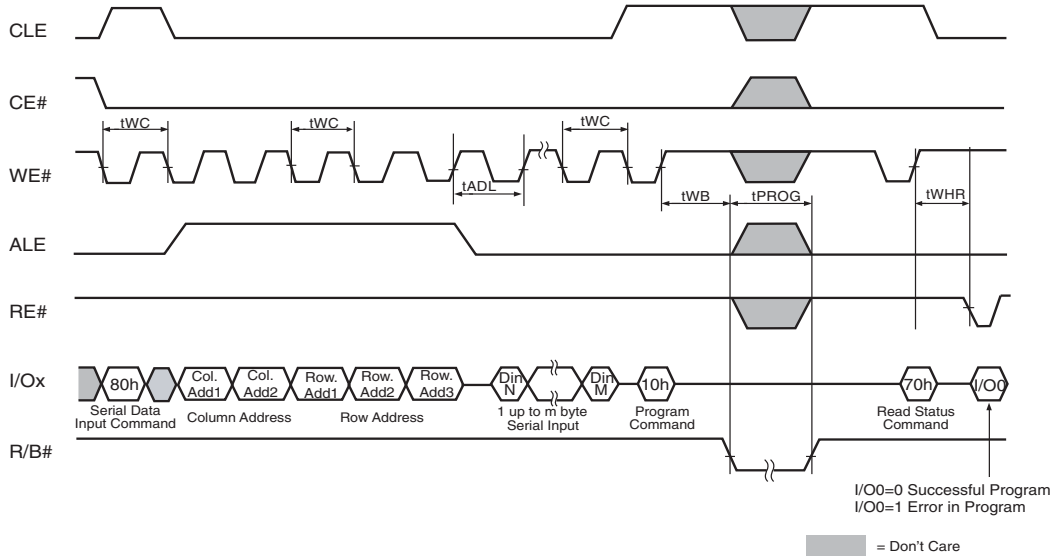 CLE
CE#
tWC
tWC
tWC
WE#
tADL
tWB
tPROG
tWHR
ALE
RE#
I/Ox
80h
Col. Add1
Col. Add2
Row. Add1
Row. Add2
Row. Add3
Din N
Din M
10h
70h
I/O0
Serial Data
Input Command
Column Address
Row Address
1 up to m byte
Serial Input
Program
Command
Read Status
Command
R/B#
I/O0=0 Successful Program
I/O0=1 Error in Program
= Don't Care